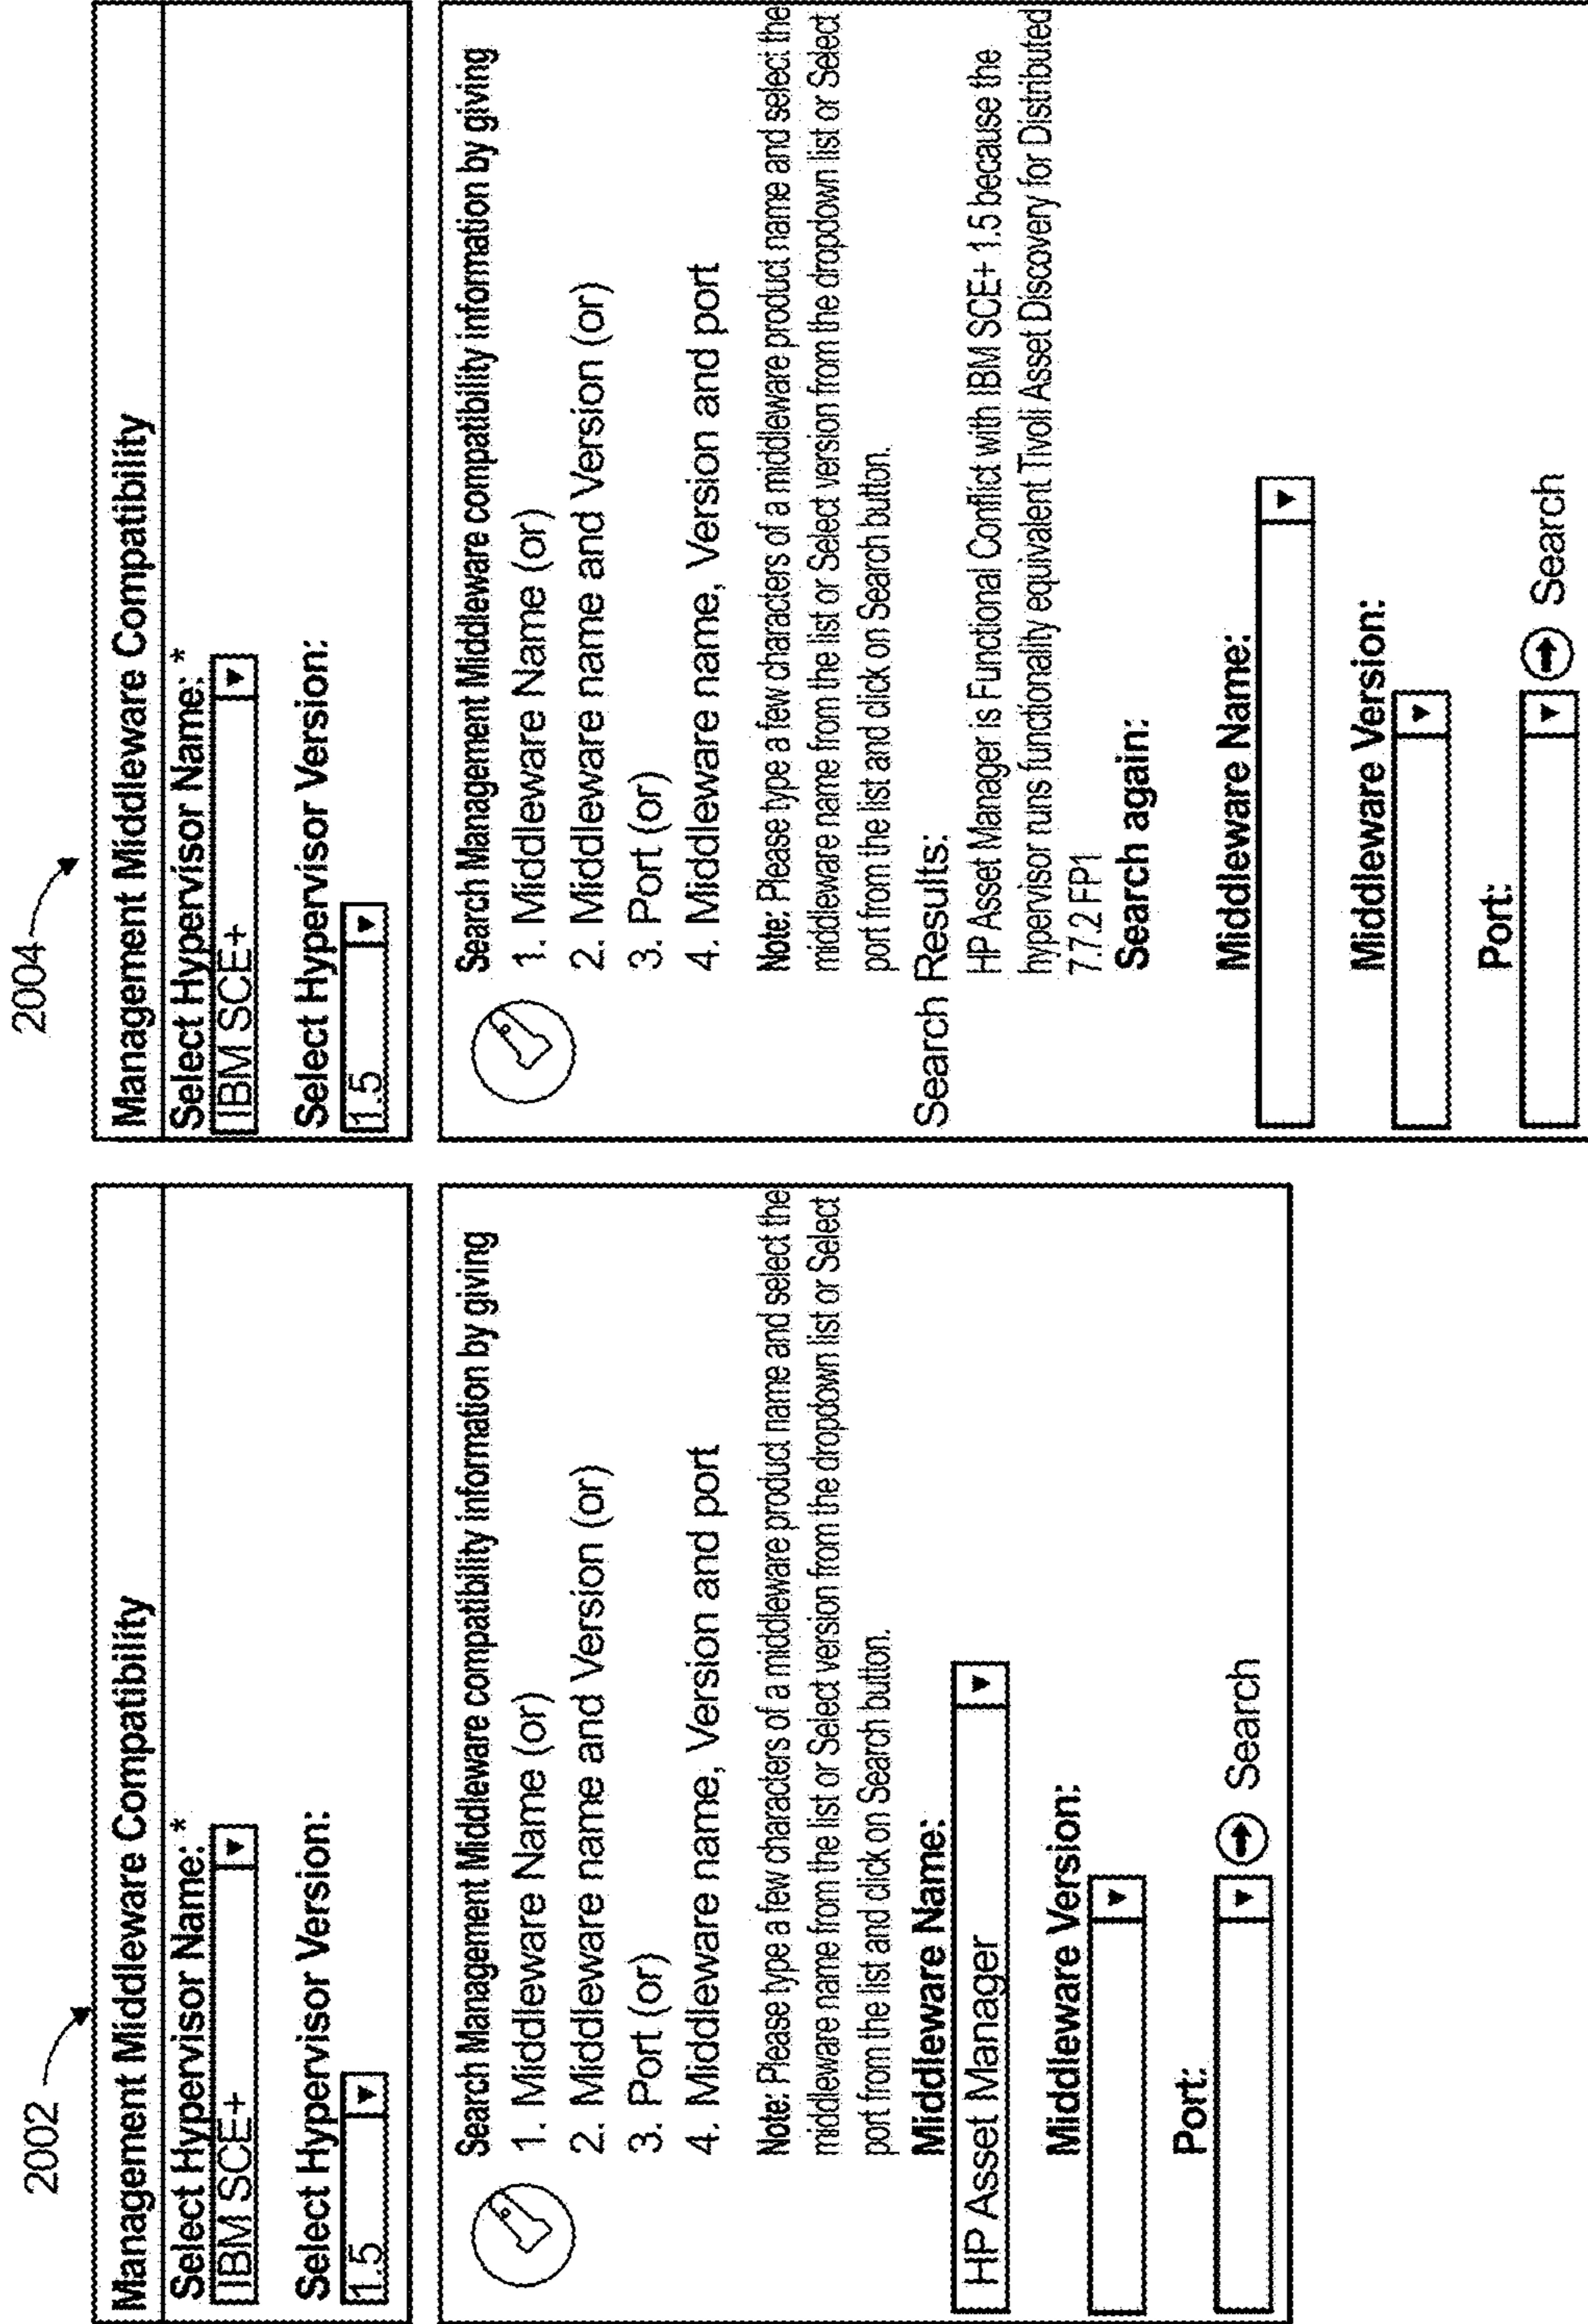 2002
Management Middleware Compatibility
Select Hypervisor Name: *
IBM SCE+
Select Hypervisor Version:
1.5
Search Management Middleware compatibility information by giving
1. Middleware Name (or)
2. Middleware name and Version (or)
3. Port (or)
4. Middleware name, Version and port
Note: Please type a few characters of a middleware product name and select the
middleware name from the list or Select version from the dropdown list or Select
port from the list and click on Search button.
Middleware Name:
HP Asset Manager
Middleware Version:
Port:
Search
2004
Management Middleware Compatibility
Select Hypervisor Name: *
IBM SCE+
Select Hypervisor Version:
1.5
Search Management Middleware compatibility information by giving
1. Middleware Name (or)
2. Middleware name and Version (or)
3. Port (or)
4. Middleware name, Version and port
Note: Please type a few characters of a middleware product name and select the
middleware name from the list or Select version from the dropdown list or Select
port from the list and click on Search button.
Search Results:
HP Asset Manager is Functional Conflict with IBM SCE+ 1.5 because the
hypervisor runs functionality equivalent Tivoli Asset Discovery for Distributed
7.7.2 FP1
Search again:
Middleware Name:
Middleware Version:
Port:
Search